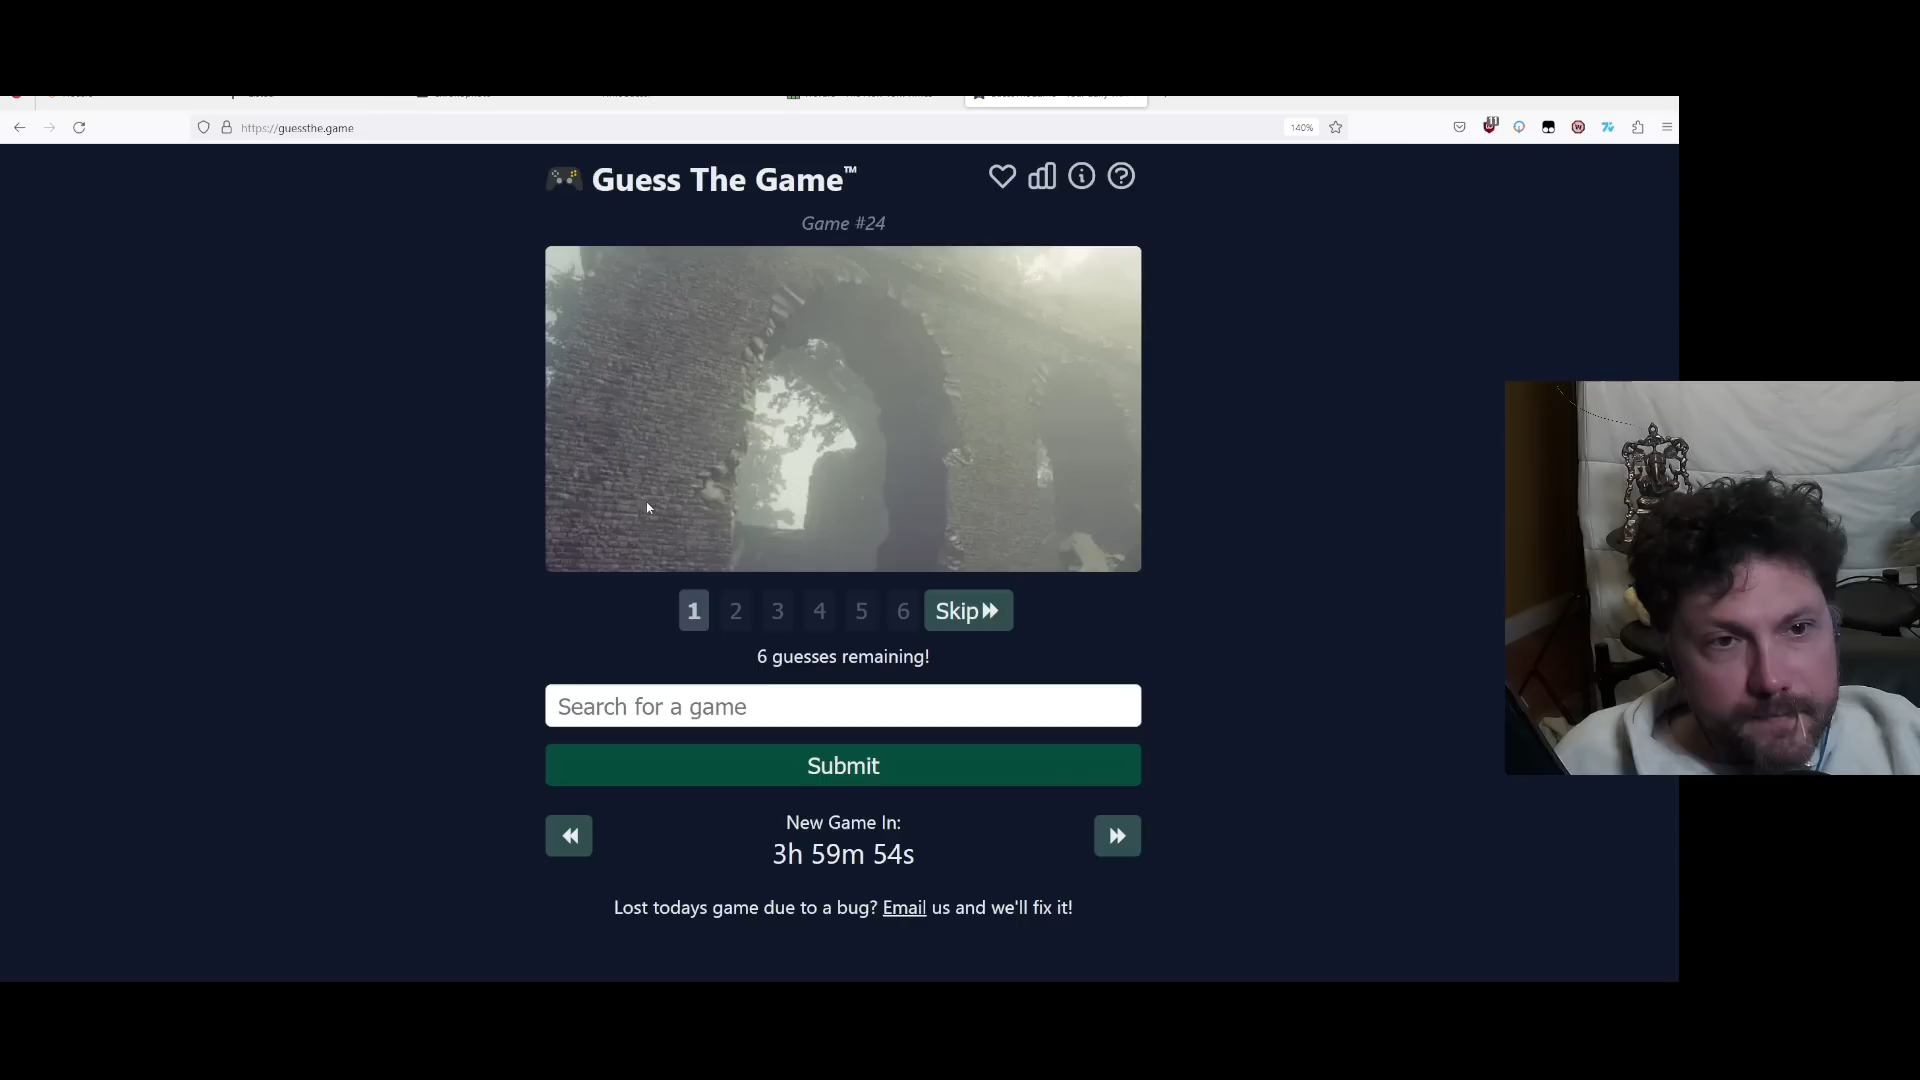 https://guessthe.game
140%
Guess The Game™
Game #24
1 2 3 4 5 6 Skip
6 guesses remaining!
Search for a game
Submit
New Game In:
3h 59m 54s
Lost todays game due to a bug? Email us and we'll fix it!